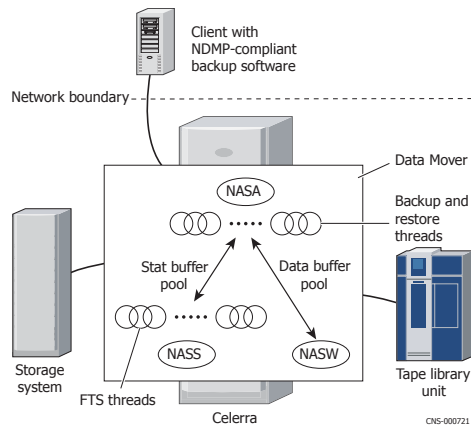 Client with
NDMP-compliant
backup software
Network boundary
Data Mover
NASA
Backup and
restore
threads
Stat buffer
pool
Data buffer
pool
NASS
NASW
Storage
system
FTS threads
Tape library
unit
Celerra
CNS-000721